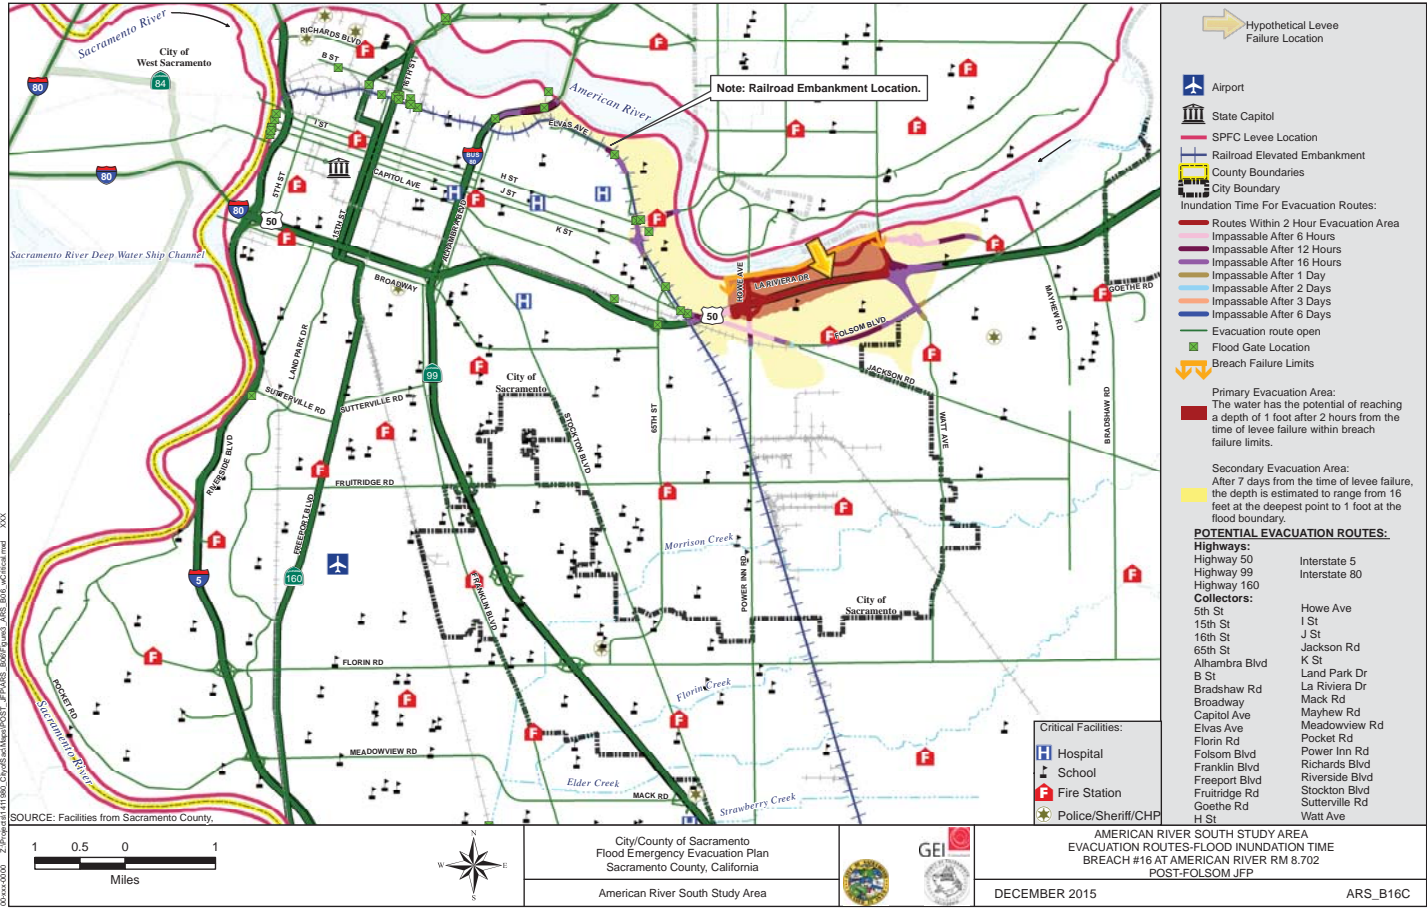 Sacramento River
City of
West Sacramento
84
80
80
80
RICHARDS BLVD
B ST
16TH ST
I ST
American River
Note: Railroad Embankment Location.
ELVAS AVE
BUS
80
5TH ST
CAPITOL AVE
H ST
J ST
K ST
15TH ST
ALHAMBRA BLVD
50
BROADWAY
Sacramento River Deep Water Ship Channel
HOWE AVE
LA RIVIERA DR
50
FOLSOM BLVD
JACKSON RD
MAYHEW RD
GOETHE RD
LAND PARK DR
99
City of
Sacramento
SUTTERVILLE RD
SUTTERVILLE RD
STOCKTON BLVD
65TH ST
WATT AVE
BRADSHAW RD
RIVERSIDE BLVD
FRUITRIDGE RD
FREEPORT BLVD
Morrison Creek
POWER INN RD
5
160
FRANKLIN BLVD
City of
Sacramento
FLORIN RD
POCKET RD
Florin Creek
Sacramento River
MEADOWVIEW RD
Elder Creek
MACK RD
Strawberry Creek
SOURCE: Facilities from Sacramento County,
Hypothetical Levee
Failure Location
Airport
State Capitol
SPFC Levee Location
Railroad Elevated Embankment
County Boundaries
City Boundary
Inundation Time For Evacuation Routes:
Routes Within 2 Hour Evacuation Area
Impassable After 6 Hours
Impassable After 12 Hours
Impassable After 16 Hours
Impassable After 1 Day
Impassable After 2 Days
Impassable After 3 Days
Impassable After 6 Days
Evacuation route open
Flood Gate Location
Breach Failure Limits
Primary Evacuation Area:
The water has the potential of reaching
a depth of 1 foot after 2 hours from the
time of levee failure within breach
failure limits.
Secondary Evacuation Area:
After 7 days from the time of levee failure,
the depth is estimated to range from 16
feet at the deepest point to 1 foot at the
flood boundary.
POTENTIAL EVACUATION ROUTES:
Highways:
Highway 50
Highway 99
Highway 160
Interstate 5
Interstate 80
Collectors:
5th St
15th St
16th St
65th St
Alhambra Blvd
B St
Bradshaw Rd
Broadway
Capitol Ave
Elvas Ave
Florin Rd
Folsom Blvd
Franklin Blvd
Freeport Blvd
Fruitridge Rd
Goethe Rd
H St
Howe Ave
I St
J St
Jackson Rd
K St
Land Park Dr
La Riviera Dr
Mack Rd
Mayhew Rd
Meadowview Rd
Pocket Rd
Power Inn Rd
Richards Blvd
Riverside Blvd
Stockton Blvd
Sutterville Rd
Watt Ave
Critical Facilities:
H Hospital
School
F Fire Station
Police/Sheriff/CHP
1 0.5 0 1
Miles
N
W E
S
City/County of Sacramento
Flood Emergency Evacuation Plan
Sacramento County, California
American River South Study Area
GEI
AMERICAN RIVER SOUTH STUDY AREA
EVACUATION ROUTES-FLOOD INUNDATION TIME
BREACH #16 AT AMERICAN RIVER RM 8.702
POST-FOLSOM JFP
DECEMBER 2015
ARS_B16C